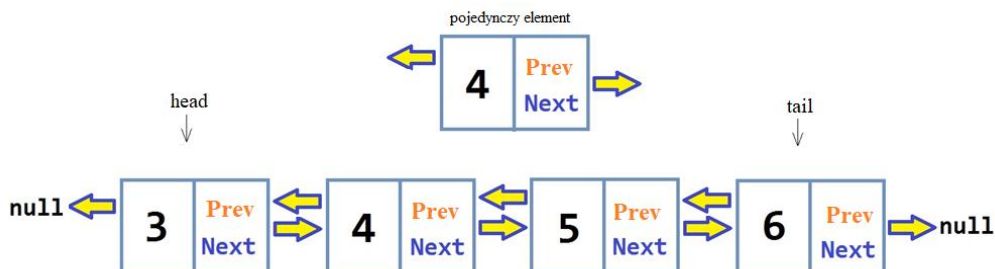 pojedynczy element
4 Prev
Next
head
tail
null 3 Prev 4 Prev 5 Prev 6 Prev null
Next Next Next Next